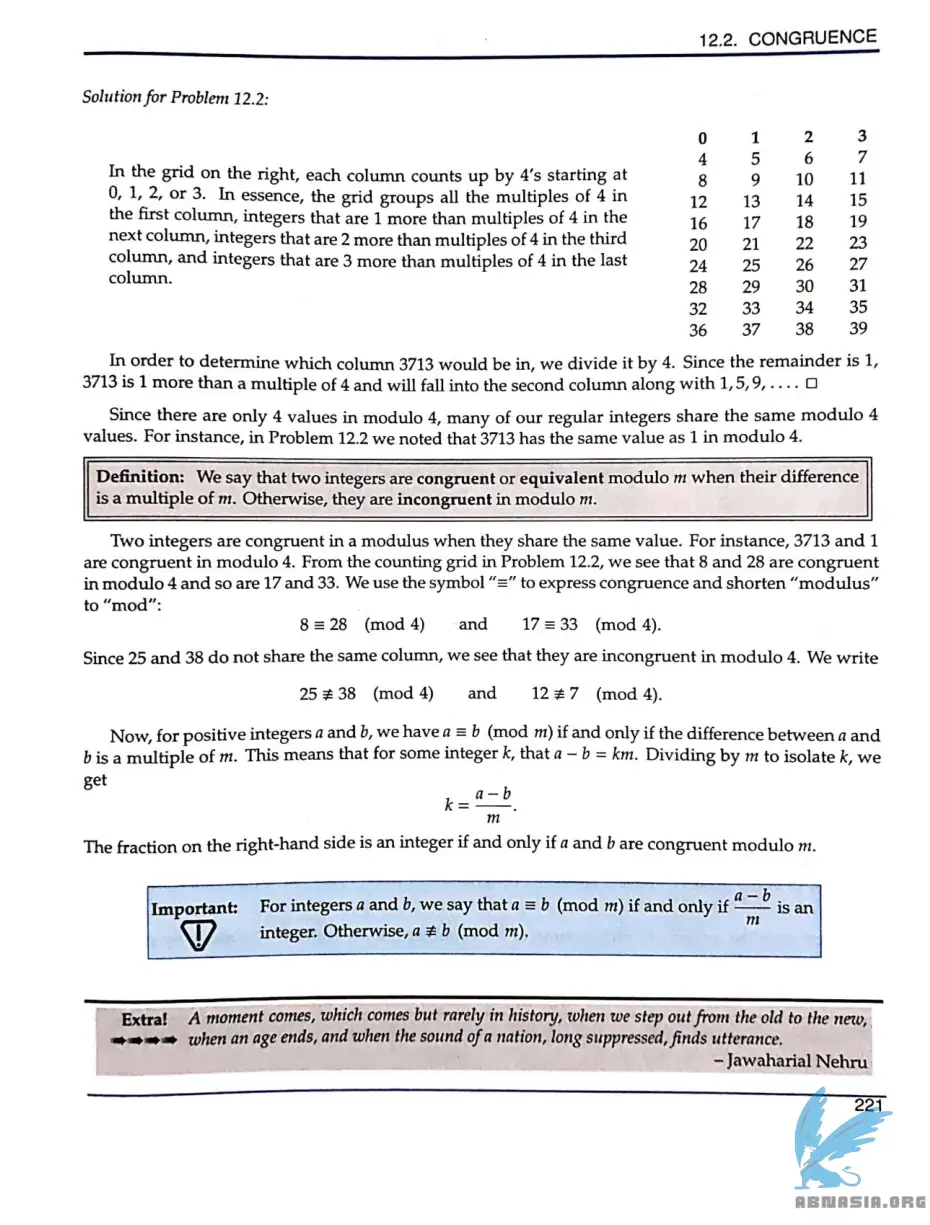 12.2. CONGRUENCE
Solution for Problem 12.2:
In the grid on the right, each column counts up by 4's starting at
0, 1, 2, or 3. In essence, the grid groups all the multiples of 4 in
the first column, integers that are 1 more than multiples of 4 in the
next column, integers that are 2 more than multiples of 4 in the third
column, and integers that are 3 more than multiples of 4 in the last
column.
0 1 2 3
4 5 6 7
8 9 10 11
12 13 14 15
16 17 18 19
20 21 22 23
24 25 26 27
28 29 30 31
32 33 34 35
36 37 38 39
In order to determine which column 3713 would be in, we divide it by 4. Since the remainder is 1,
3713 is 1 more than a multiple of 4 and will fall into the second column along with 1, 5, 9, . . . . □
Since there are only 4 values in modulo 4, many of our regular integers share the same modulo 4
values. For instance, in Problem 12.2 we noted that 3713 has the same value as 1 in modulo 4.
Definition: We say that two integers are congruent or equivalent modulo m when their difference
is a multiple of m. Otherwise, they are incongruent in modulo m.
Two integers are congruent in a modulus when they share the same value. For instance, 3713 and 1
are congruent in modulo 4. From the counting grid in Problem 12.2, we see that 8 and 28 are congruent
in modulo 4 and so are 17 and 33. We use the symbol "≡" to express congruence and shorten "modulus"
to "mod":
8 ≡ 28 (mod 4) and 17 ≡ 33 (mod 4).
Since 25 and 38 do not share the same column, we see that they are incongruent in modulo 4. We write
25 ≢ 38 (mod 4) and 12 ≢ 7 (mod 4).
Now, for positive integers a and b, we have a ≡ b (mod m) if and only if the difference between a and
b is a multiple of m. This means that for some integer k, that a − b = km. Dividing by m to isolate k, we
get
k = (a − b)/m.
The fraction on the right-hand side is an integer if and only if a and b are congruent modulo m.
Important: For integers a and b, we say that a ≡ b (mod m) if and only if (a − b)/m is an
integer. Otherwise, a ≢ b (mod m).
Extra! A moment comes, which comes but rarely in history, when we step out from the old to the new,
when an age ends, and when the sound of a nation, long suppressed, finds utterance.
– Jawaharial Nehru
221
ABNASIA.ORG